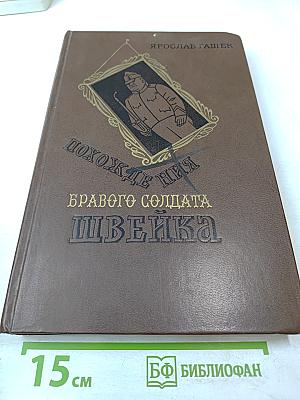 ЯРОСЛАВ ГАШЕК
ПОХОЖДЕНИЯ
БРАВОГО СОЛДАТА
ШВЕЙКА
15 см
БФ БИБЛИОФАН